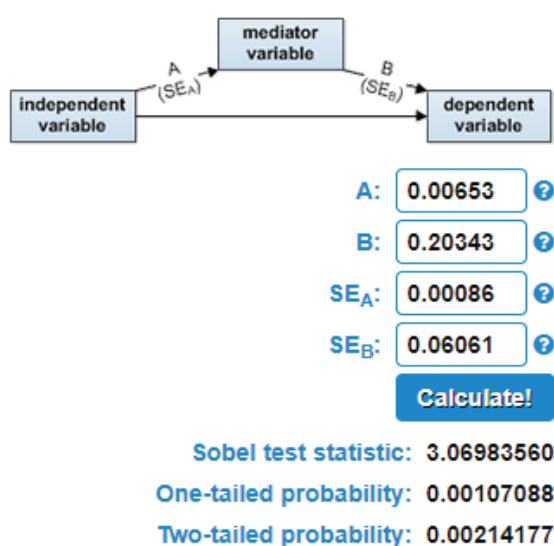 mediator
variable
A
(SEA)
B
(SEB)
independent
variable
dependent
variable
A: 0.00653
B: 0.20343
SEA: 0.00086
SEB: 0.06061
Calculate!
Sobel test statistic: 3.06983560
One-tailed probability: 0.00107088
Two-tailed probability: 0.00214177